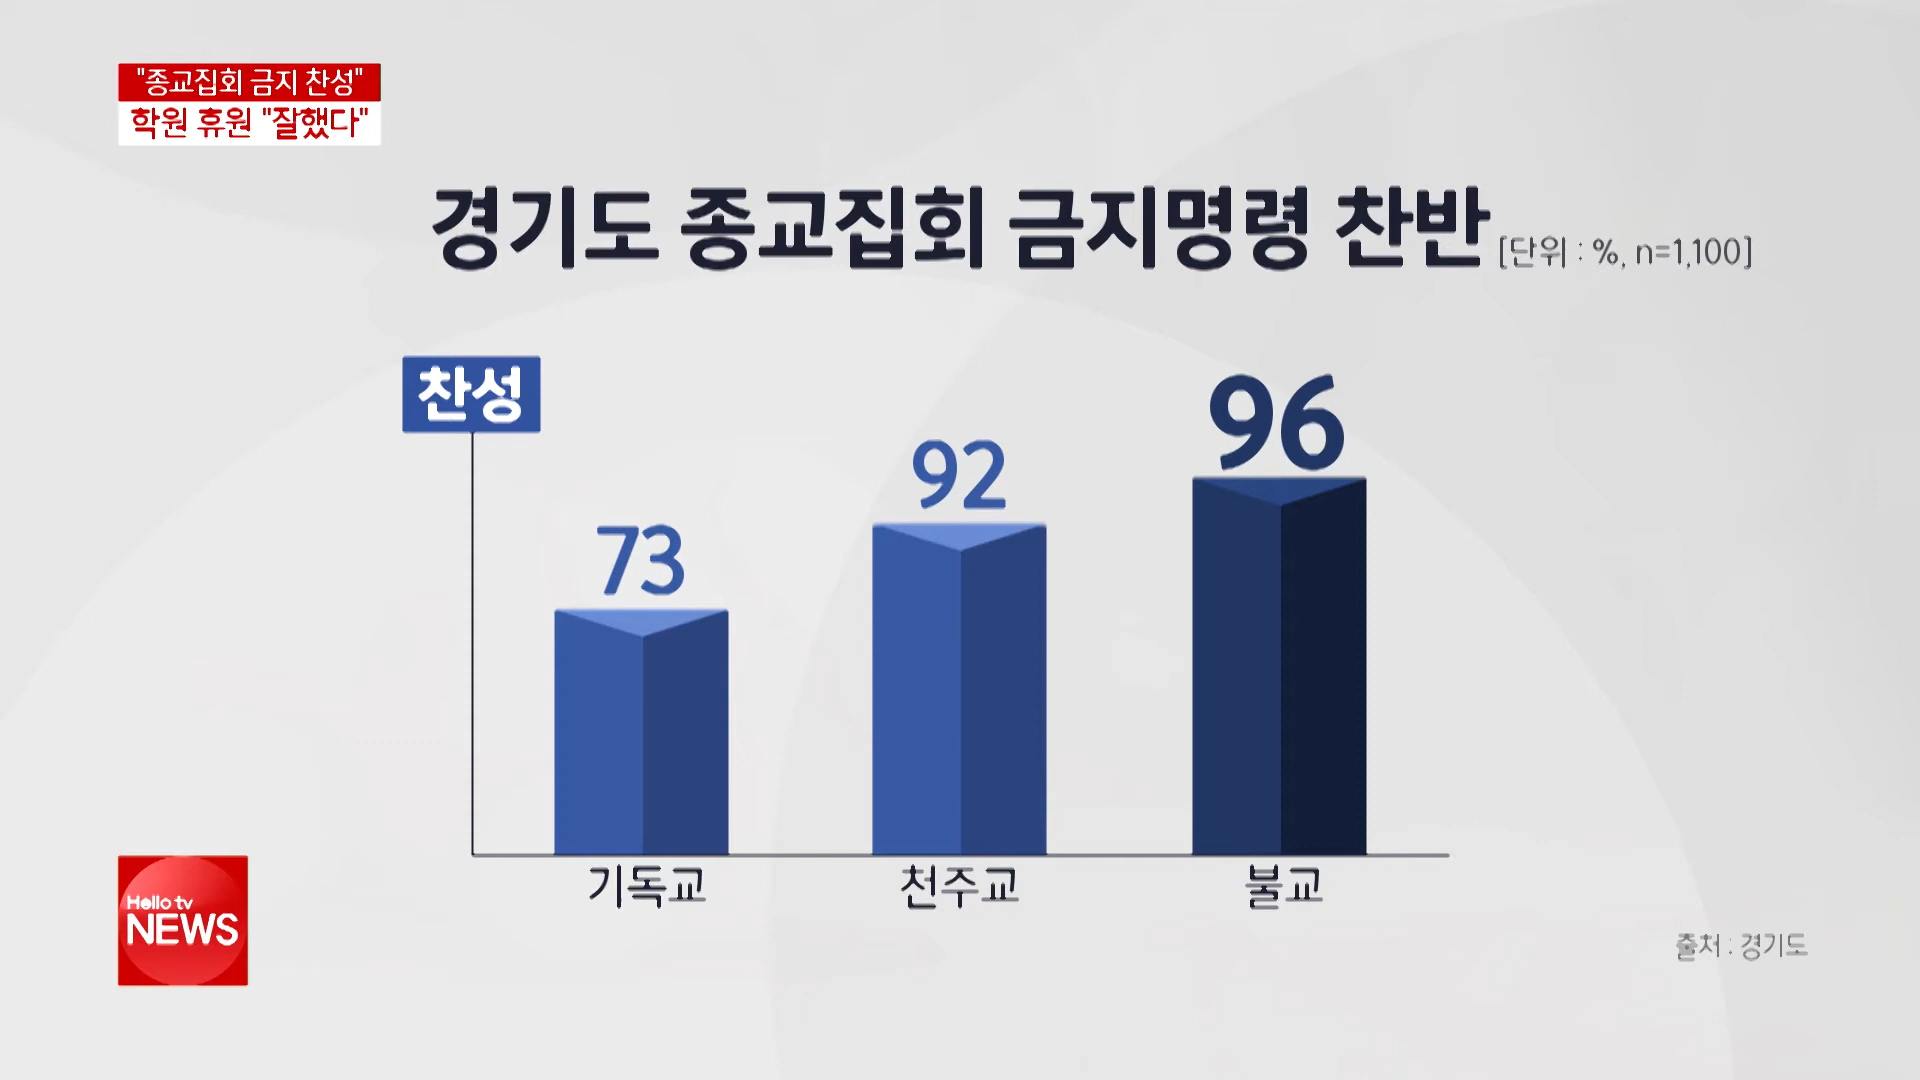 "종교집회 금지 찬성"
학원 휴원 "잘했다"
경기도 종교집회 금지명령 찬반 [단위 : %, n=1,100]
찬성
73
92
96
기독교
천주교
불교
Hello tv
NEWS
출처 : 경기도